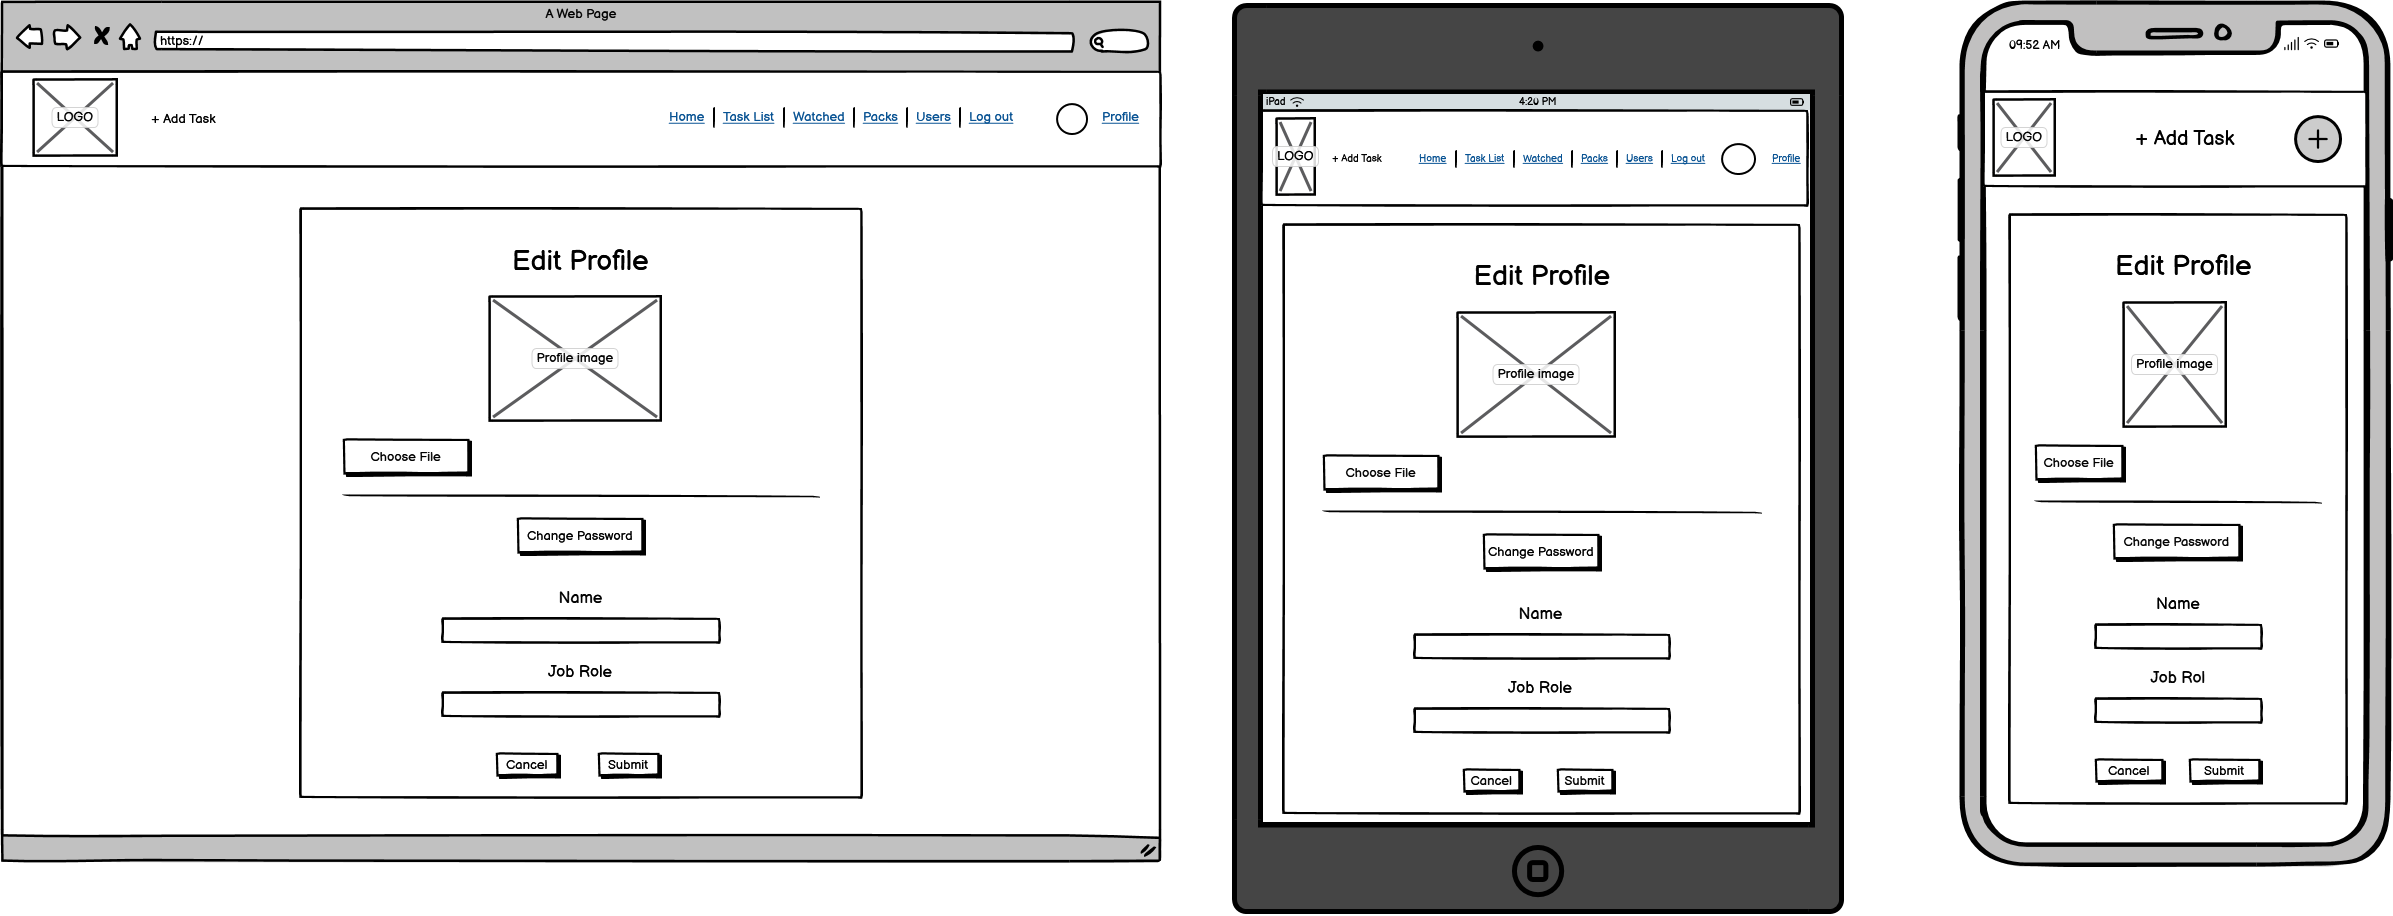 A Web Page
https://
LOGO
+ Add Task
Home
Task List
Watched
Packs
Users
Log out
Profile
Edit Profile
Profile image
Choose File
Change Password
Name
Job Role
Cancel
Submit
iPad
4:20 PM
LOGO
+ Add Task
Home
Task List
Watched
Packs
Users
Log out
Profile
Edit Profile
Profile image
Choose File
Change Password
Name
Job Role
Cancel
Submit
09:52 AM
LOGO
+ Add Task
Edit Profile
Profile image
Choose File
Change Password
Name
Job Rol
Cancel
Submit